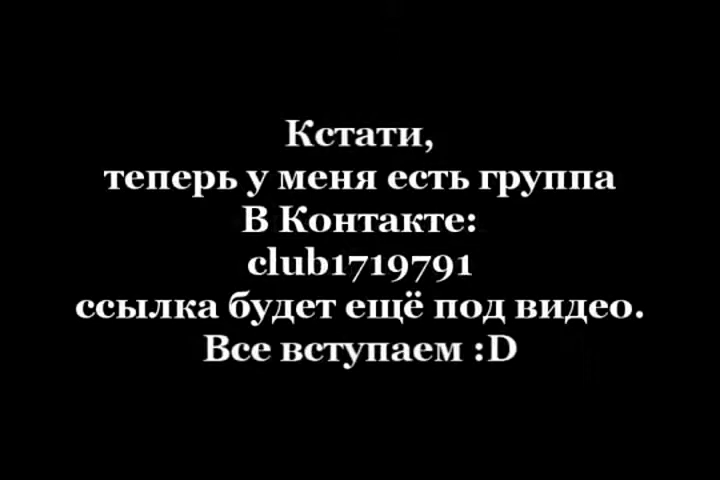 Кстати,
теперь у меня есть группа
В Контакте:
club1719791
ссылка будет ещё под видео.
Все вступаем :D